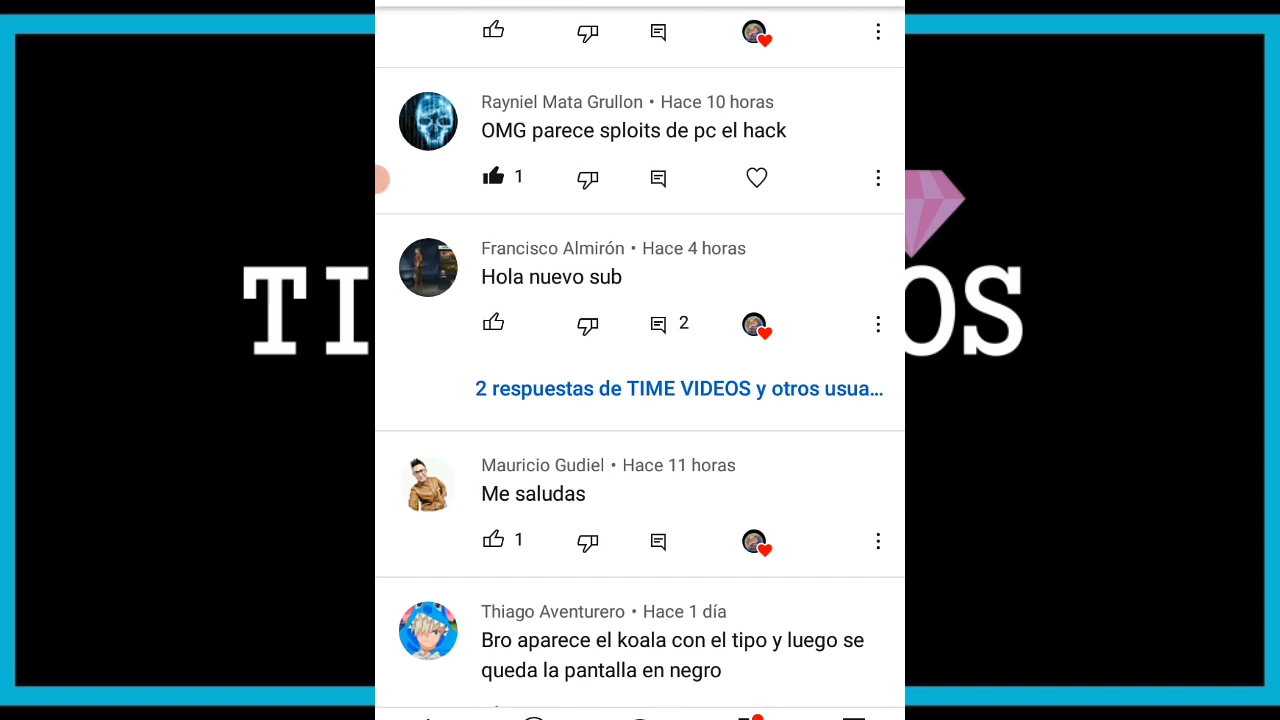 Rayniel Mata Grullon • Hace 10 horas
OMG parece sploits de pc el hack
1
Francisco Almirón • Hace 4 horas
Hola nuevo sub
2
2 respuestas de TIME VIDEOS y otros usua...
Mauricio Gudiel • Hace 11 horas
Me saludas
1
Thiago Aventurero • Hace 1 día
Bro aparece el koala con el tipo y luego se
queda la pantalla en negro
TI
OS